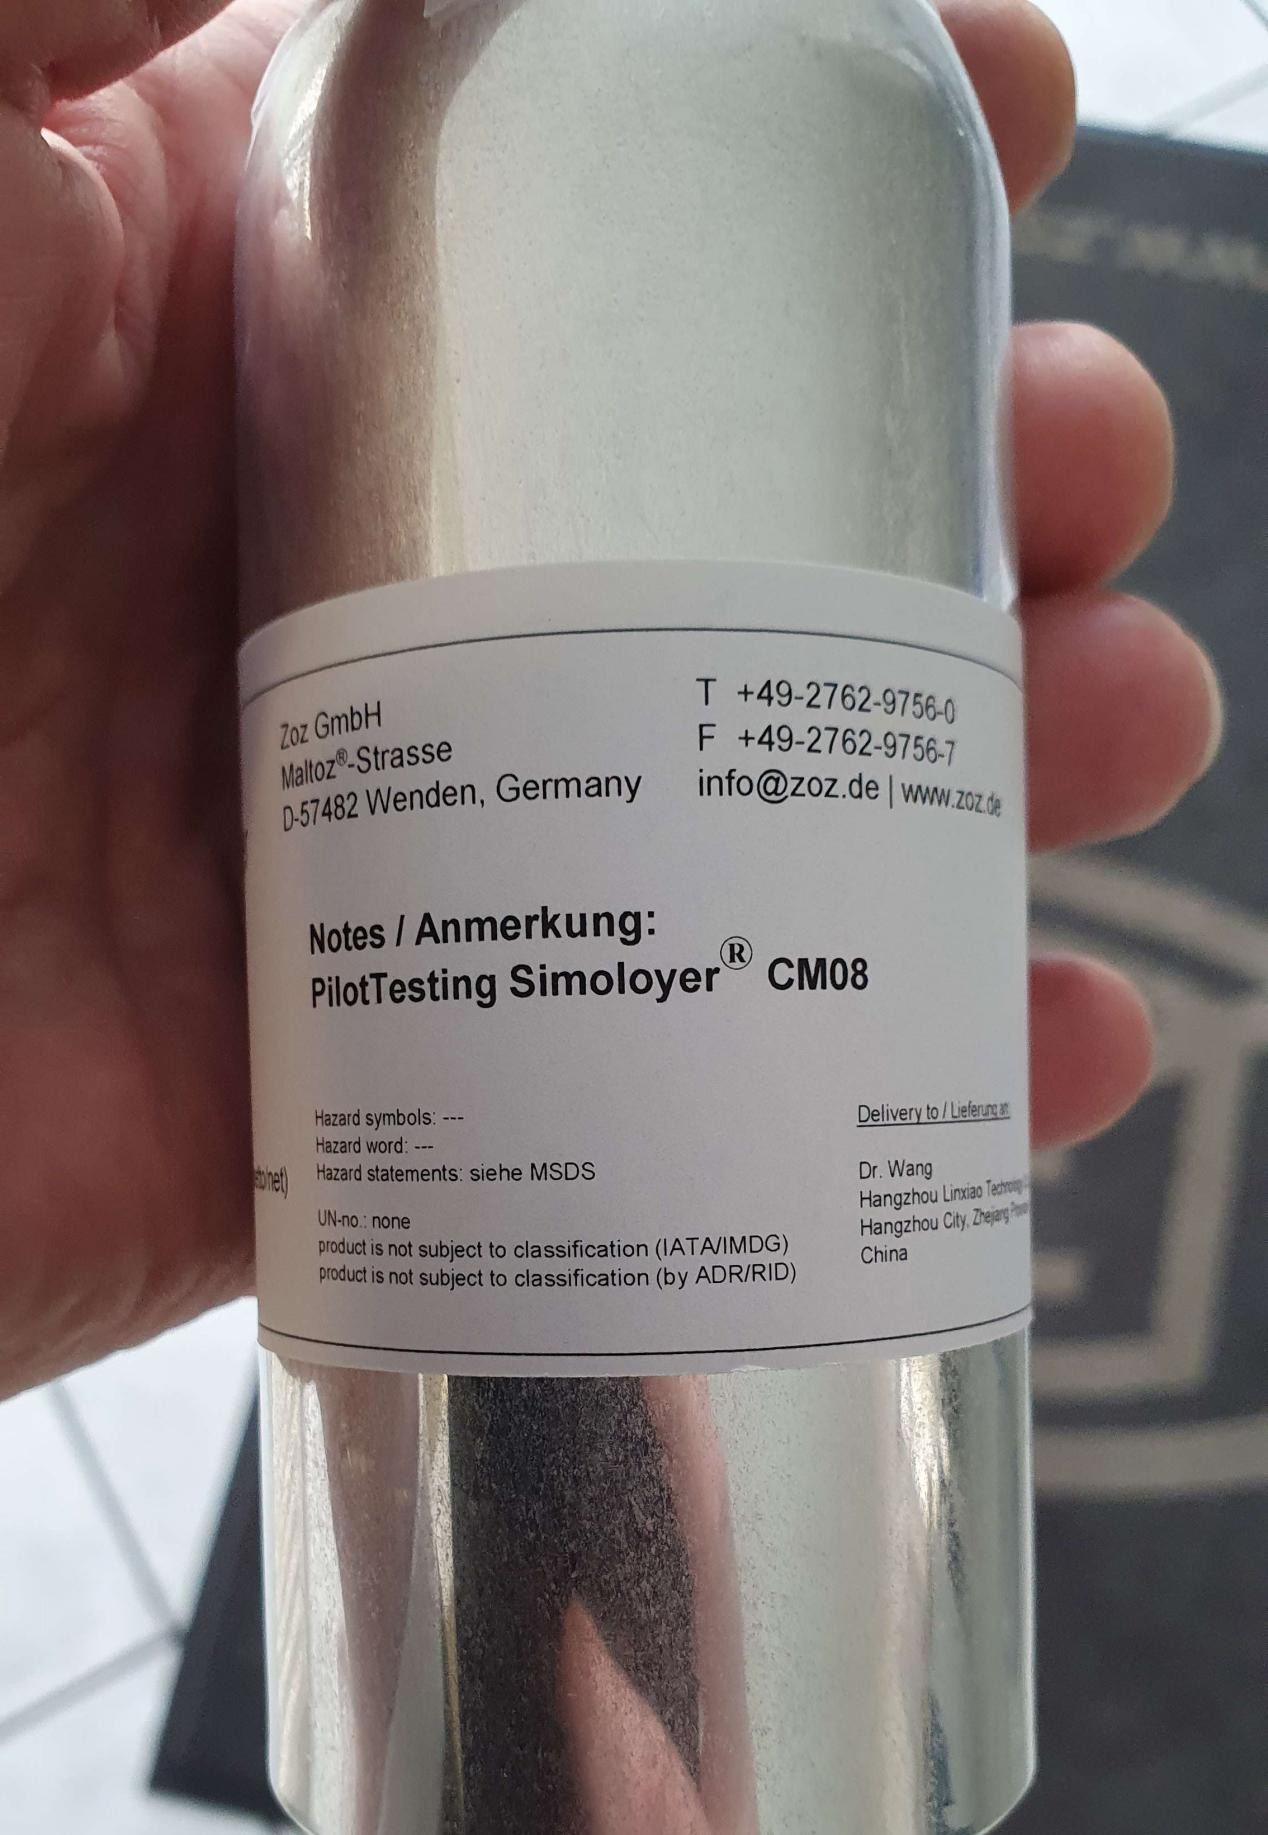 Zoz GmbH
Maltoz®-Strasse
D-57482 Wenden, Germany
T +49-2762-9756-0
F +49-2762-9756-7
info@zoz.de | www.zoz.de
Notes / Anmerkung:
PilotTesting Simoloyer® CM08
Hazard symbols: ---
Hazard word: ---
Hazard statements: siehe MSDS
UN-no.: none
product is not subject to classification (IATA/IMDG)
product is not subject to classification (by ADR/RID)
Delivery to / Lieferung an:
Dr. Wang
Hangzhou Linxiao Technology
Hangzhou City, Zhejiang
China